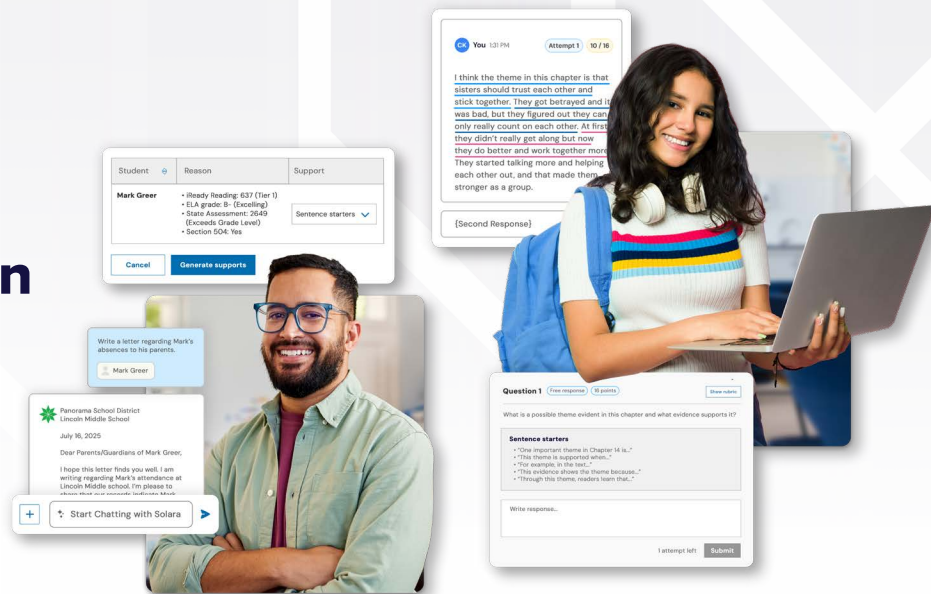 n
Student Reason Support
Mark Greer
• iReady Reading: 637 (Tier 1)
• ELA grade: B- (Excelling)
• State Assessment: 2649
(Exceeds Grade Level)
• Section 504: Yes
Sentence starters
Cancel Generate supports
Write a letter regarding Mark's
absences to his parents.
Mark Greer
Panorama School District
Lincoln Middle School
July 16, 2025
Dear Parents/Guardians of Mark Greer,
I hope this letter finds you well. I am
writing regarding Mark's attendance at
Lincoln Middle school. I'm please to
share that our records indicate Mark
+ Start Chatting with Solara
CK You 1:31 PM Attempt 1 10 / 16
I think the theme in this chapter is that
sisters should trust each other and
stick together. They got betrayed and it
was bad, but they figured out they can
only really count on each other. At first
they didn't really get along but now
they do better and work together more
They started talking more and helping
each other out, and that made them
stronger as a group.
{Second Response}
Question 1 Free response 16 points Show rubric
What is a possible theme evident in this chapter and what evidence supports it?
Sentence starters
• "One important theme in Chapter 14 is..."
• "This theme is supported when..."
• "For example, in the text..."
• "This evidence shows the theme because..."
• "Through this theme, readers learn that..."
Write response...
1 attempt left Submit